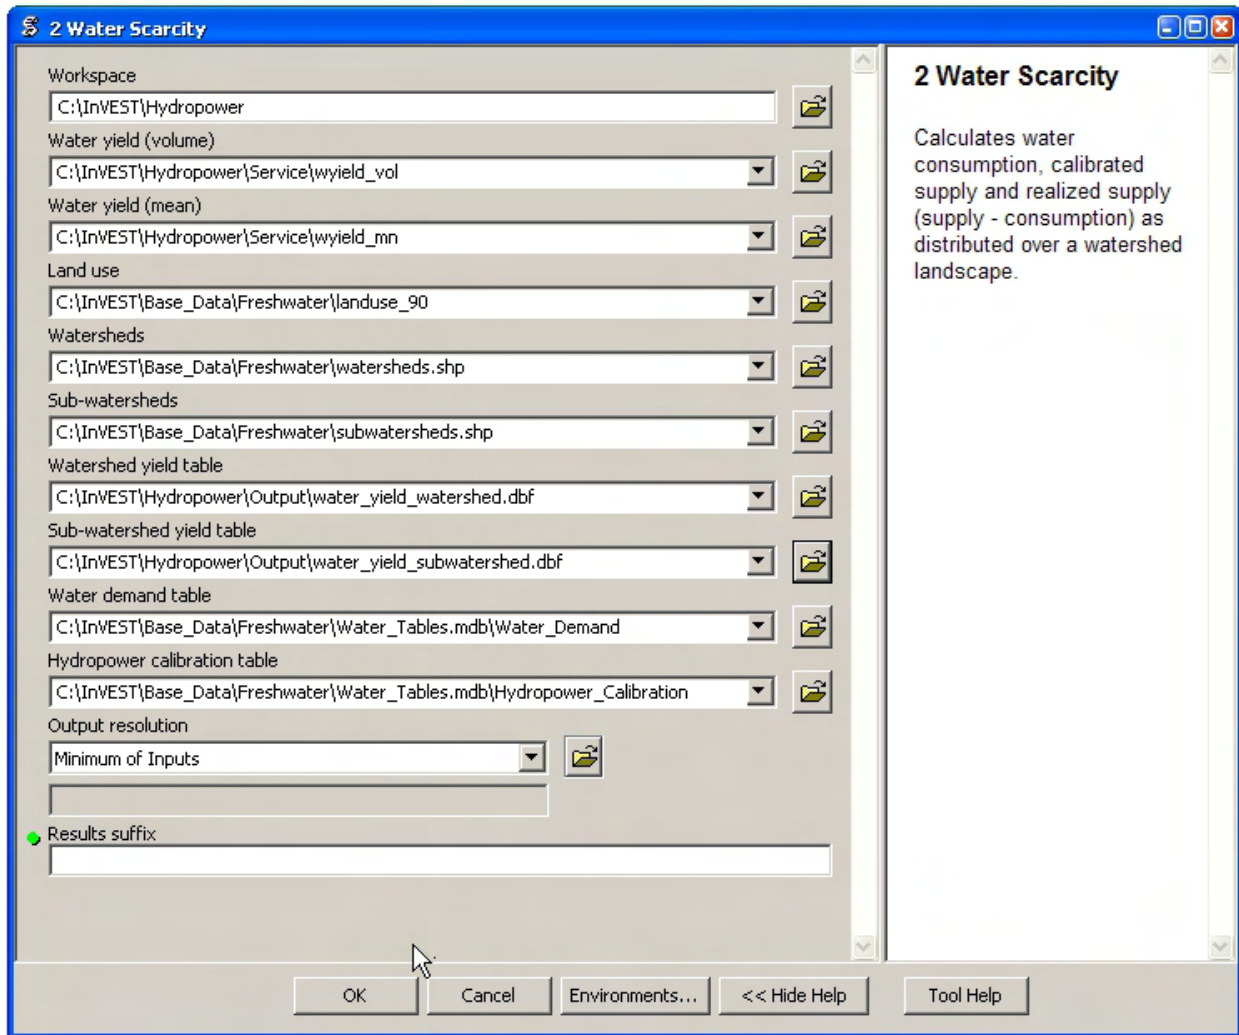 2 Water Scarcity
Workspace
C:\InVEST\Hydropower
Water yield (volume)
C:\InVEST\Hydropower\Service\wyield_vol
Water yield (mean)
C:\InVEST\Hydropower\Service\wyield_mn
Land use
C:\InVEST\Base_Data\Freshwater\landuse_90
Watersheds
C:\InVEST\Base_Data\Freshwater\watersheds.shp
Sub-watersheds
C:\InVEST\Base_Data\Freshwater\subwatersheds.shp
Watershed yield table
C:\InVEST\Hydropower\Output\water_yield_watershed.dbf
Sub-watershed yield table
C:\InVEST\Hydropower\Output\water_yield_subwatershed.dbf
Water demand table
C:\InVEST\Base_Data\Freshwater\Water_Tables.mdb\Water_Demand
Hydropower calibration table
C:\InVEST\Base_Data\Freshwater\Water_Tables.mdb\Hydropower_Calibration
Output resolution
Minimum of Inputs
Results suffix
2 Water Scarcity
Calculates water
consumption, calibrated
supply and realized supply
(supply - consumption) as
distributed over a watershed
landscape.
OK
Cancel
Environments...
<< Hide Help
Tool Help